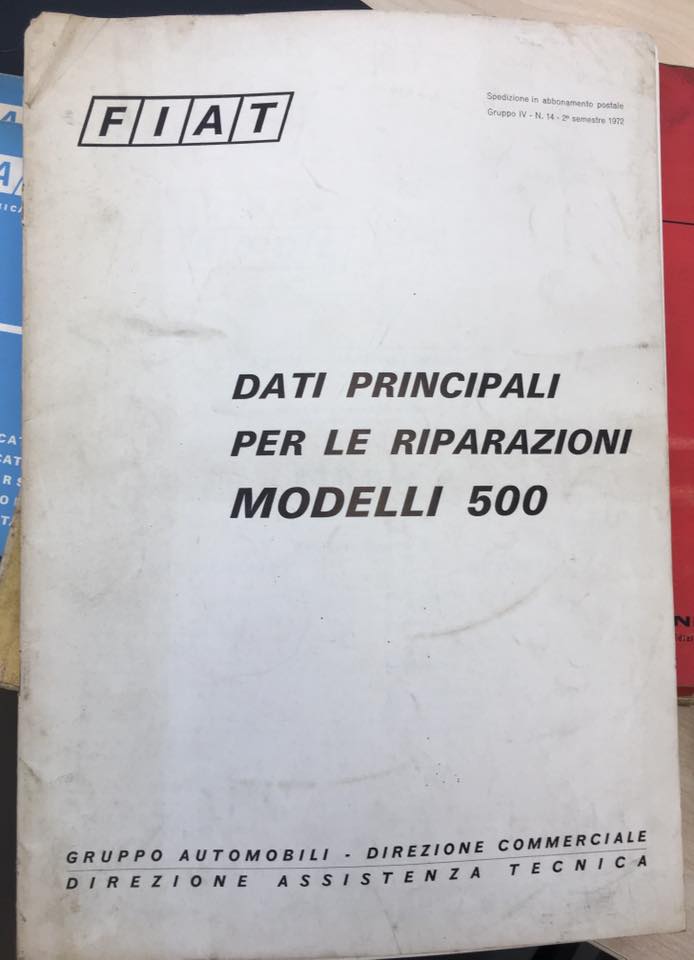 FIAT
Spedizione in abbonamento postale
Gruppo IV - N. 14 - 2º semestre 1972
DATI PRINCIPALI
PER LE RIPARAZIONI
MODELLI 500
GRUPPO AUTOMOBILI - DIREZIONE COMMERCIALE
DIREZIONE ASSISTENZA TECNICA